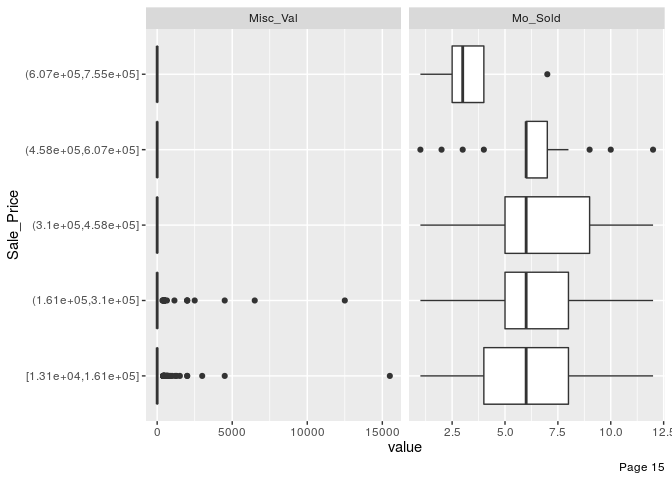 Misc_Val
Mo_Sold
Sale_Price
(6.07e+05,7.55e+05]
(4.58e+05,6.07e+05]
(3.1e+05,4.58e+05]
(1.61e+05,3.1e+05]
[1.31e+04,1.61e+05]
0 5000 10000 15000
2.5 5.0 7.5 10.0 12.5
value
Page 15